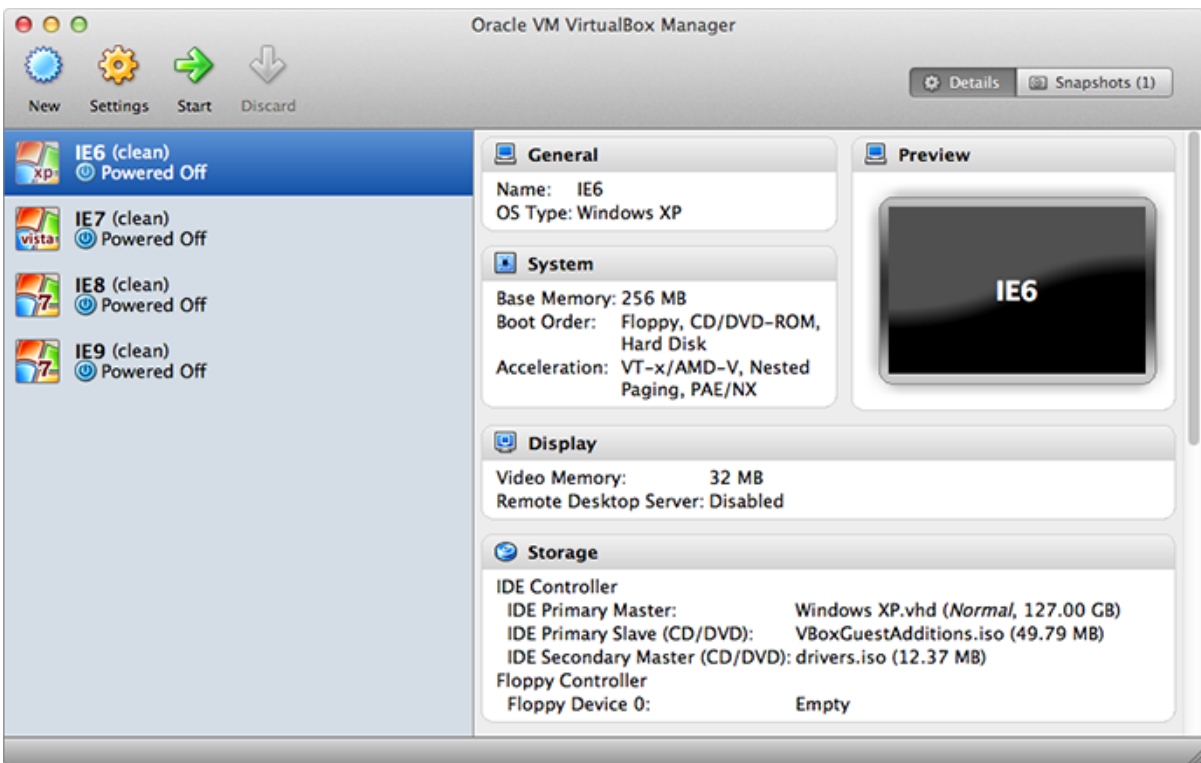 Oracle VM VirtualBox Manager
New Settings Start Discard
Details Snapshots (1)
xp
IE6 (clean)
Powered Off
vista
IE7 (clean)
Powered Off
7
IE8 (clean)
Powered Off
7
IE9 (clean)
Powered Off
General
Name: IE6
OS Type: Windows XP
Preview
IE6
System
Base Memory: 256 MB
Boot Order: Floppy, CD/DVD-ROM,
Hard Disk
Acceleration: VT-x/AMD-V, Nested
Paging, PAE/NX
Display
Video Memory: 32 MB
Remote Desktop Server: Disabled
Storage
IDE Controller
IDE Primary Master: Windows XP.vhd (Normal, 127.00 GB)
IDE Primary Slave (CD/DVD): VBoxGuestAdditions.iso (49.79 MB)
IDE Secondary Master (CD/DVD): drivers.iso (12.37 MB)
Floppy Controller
Floppy Device 0: Empty